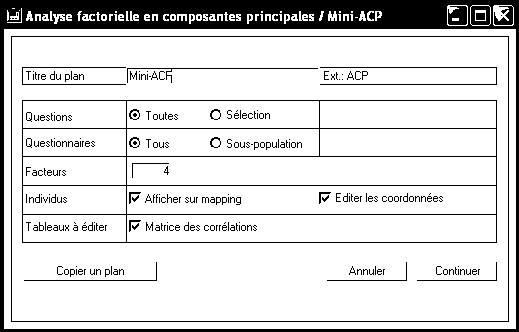 Analyse factorielle en composantes principales / Mini-ACP
Titre du plan Mini-ACP Ext.: ACP
Questions Toutes Sélection
Questionnaires Tous Sous-population
Facteurs 4
Individus Afficher sur mapping Editer les coordonnées
Tableaux à éditer Matrice des corrélations
Copier un plan Annuler Continuer